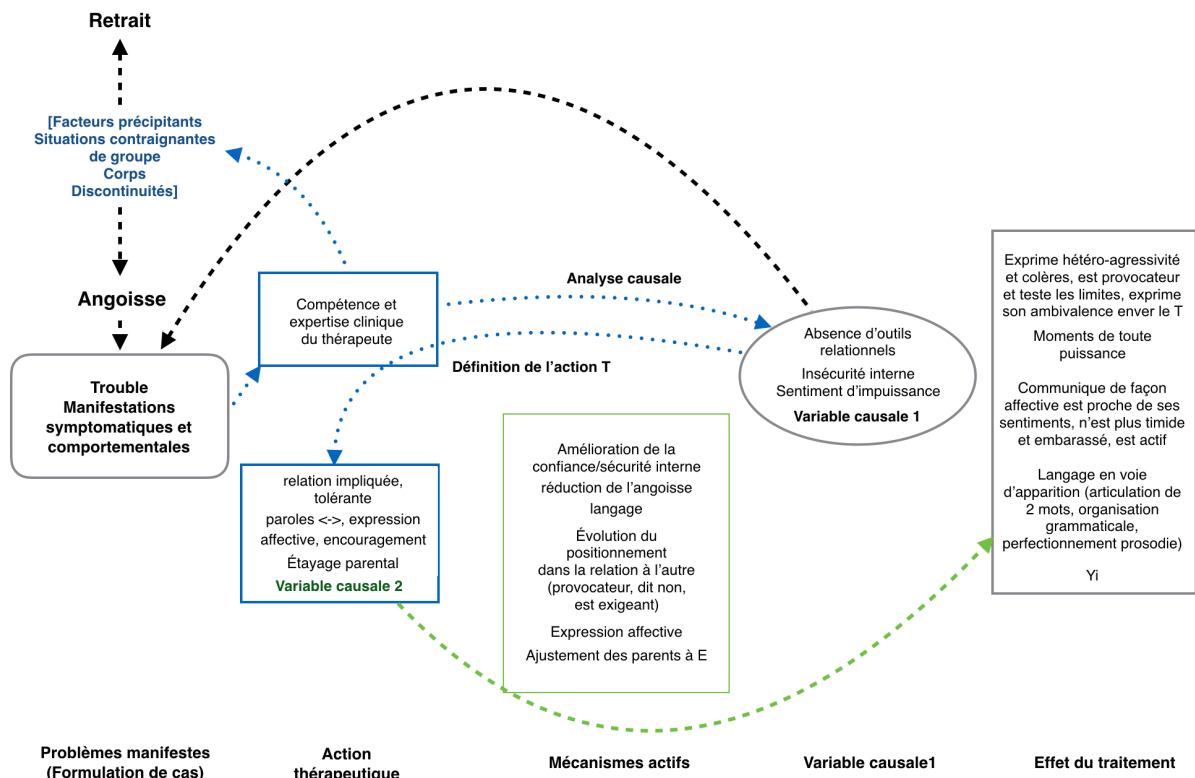 Retrait
[Facteurs précipitants
Situations contraignantes
de groupe
Corps
Discontinuités]
Angoisse
Trouble
Manifestations
symptomatiques et
comportementales
Compétence et
expertise clinique
du thérapeute
Analyse causale
Définition de l’action T
relation impliquée,
tolérante
paroles <->, expression
affective, encouragement
Étayage parental
Variable causale 2
Amélioration de la
confiance/sécurité interne
réduction de l’angoisse
langage
Évolution du
positionnement
dans la relation à l’autre
(provocateur, dit non,
est exigeant)
Expression affective
Ajustement des parents à E
Absence d’outils
relationnels
Insécurité interne
Sentiment d’impuissance
Variable causale 1
Exprime hétéro-agressivité
et colères, est provocateur
et teste les limites, exprime
son ambivalence enver le T
Moments de toute
puissance
Communique de façon
affective est proche de ses
sentiments, n’est plus timide
et embarassé, est actif
Langage en voie
d’apparition (articulation de
2 mots, organisation
grammaticale,
perfectionnement prosodie)
Yi
Problèmes manifestes
(Formulation de cas)
Action
thérapeutique
Mécanismes actifs
Variable causale1
Effet du traitement